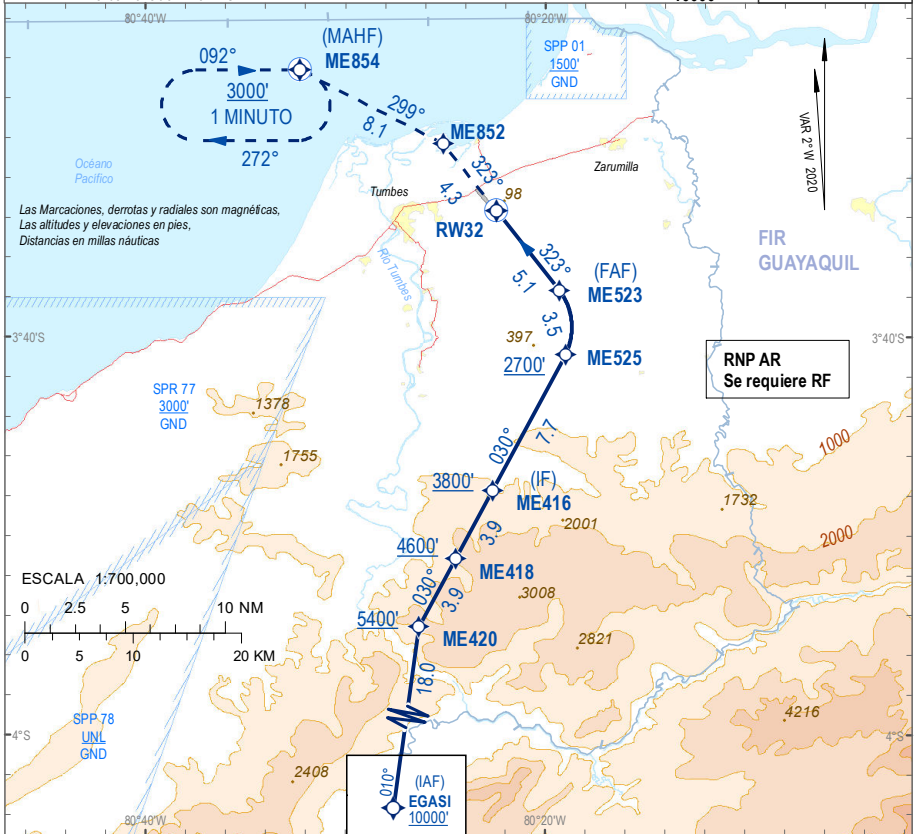 80°40'W
80°20'W
10000
(MAHF)
ME854
092°
3000'
1 MINUTO
272°
299°
8.1
SPP 01
1500'
GND
VAR 2° W 2020
ME852
323°
4.3
98
RW32
Océano
Pacífico
Tumbes
Zarumilla
Las Marcaciones, derrotas y radiales son magnéticas,
Las altitudes y elevaciones en pies,
Distancias en millas náuticas
Río Tumbes
FIR
GUAYAQUIL
323°
5.1
(FAF)
ME523
3.5
3°40'S
3°40'S
397
2700'
ME525
RNP AR
Se requiere RF
SPR 77
3000'
GND
1378
1755
030°
7.7
1000
3800'
(IF)
ME416
1732
2001
3.9
2000
4600'
ME418
ESCALA 1:700,000
0 2.5 5 10 NM
0 5 10 20 KM
030°
3.9
3008
5400'
ME420
2821
18.0
SPP 78
UNL
GND
4216
4°S
4°S
2408
010°
(IAF)
EGASI
10000'
80°40'W
80°20'W